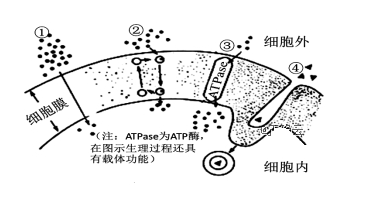 ①
②
③
细胞外
④
细胞膜
ATPase
（注：ATPase为ATP酶，
在图示生理过程还具
有载体功能）
细胞内